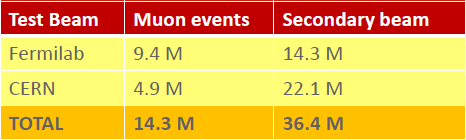 Test Beam Muon events Secondary beam
Fermilab 9.4 M 14.3 M
CERN 4.9 M 22.1 M
TOTAL 14.3 M 36.4 M